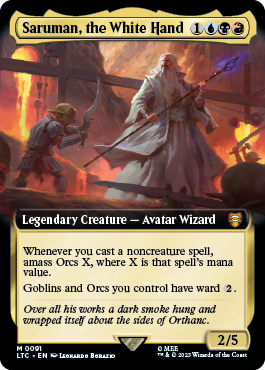 Saruman, the White Hand 1
Legendary Creature — Avatar Wizard
Whenever you cast a noncreature spell,
amass Orcs X, where X is that spell's mana
value.
Goblins and Orcs you control have ward 2.
Over all his works a dark smoke hung and
wrapped itself about the sides of Orthanc.
2/5
M 0091
LTC • EN Leonardo Borazio
© MEE
™ & © 2023 Wizards of the Coast